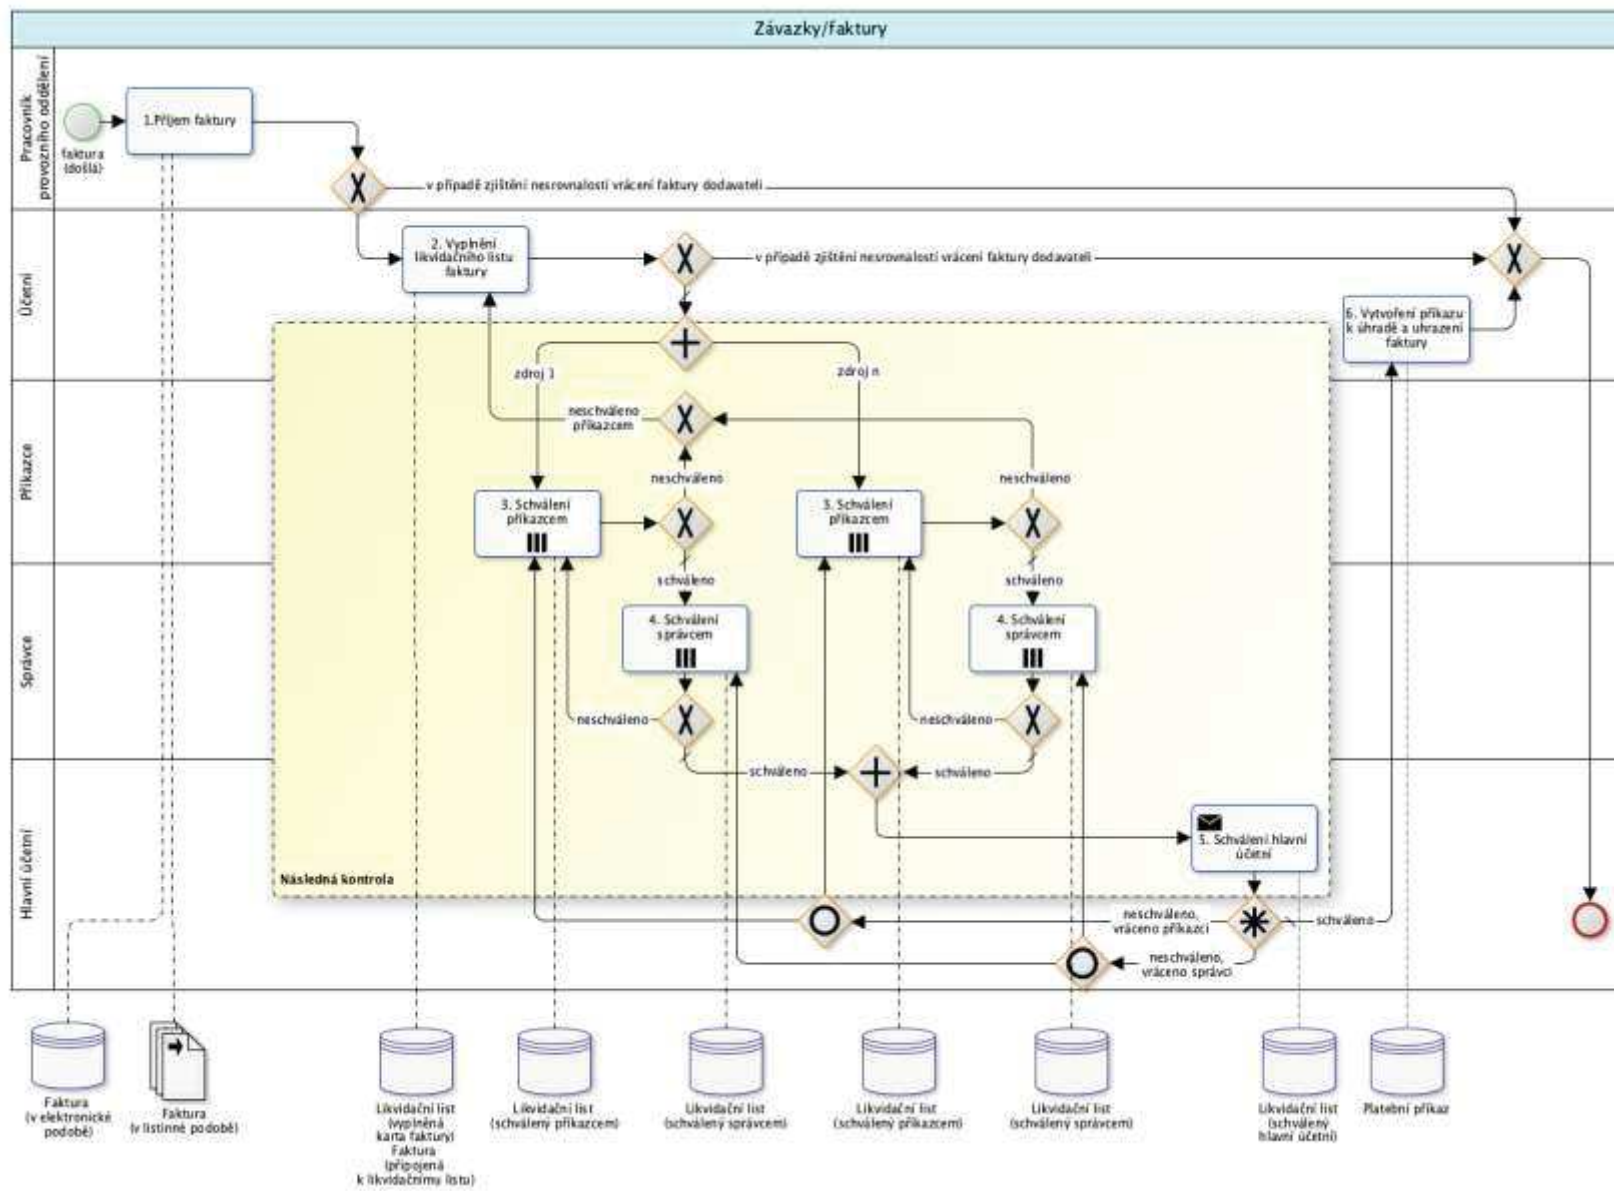 Závazky/faktury
Pracovník
provozního oddělení
faktura
(došlá)
1.Příjem faktury
v případě zjištění nesrovnalostí vrácení faktury dodavateli
Účetní
2. Vyplnění
likvidačního listu
faktury
v případě zjištění nesrovnalostí vrácení faktury dodavateli
6. Vytvoření příkazu
k úhradě a uhrazení
faktury
zdroj 1
zdroj n
Příkazce
neschváleno
příkazcem
neschváleno
neschváleno
3. Schválení
příkazcem
3. Schválení
příkazcem
schváleno
schváleno
Správce
4. Schválení
správcem
4. Schválení
správcem
neschváleno
neschváleno
schváleno
schváleno
Hlavní účetní
5. Schválení hlavní
účetní
Následná kontrola
neschváleno,
vráceno příkazci
schváleno
neschváleno,
vráceno správci
Faktura
(v elektronické
podobě)
Faktura
(v listinné podobě)
Likvidační list
(vyplněná
karta faktury)
Faktura
(připojená
k likvidačnímu listu)
Likvidační list
(schválený příkazcem)
Likvidační list
(schválený správcem)
Likvidační list
(schválený příkazcem)
Likvidační list
(schválený správcem)
Likvidační list
(schválený
hlavní účetní)
Platební příkaz